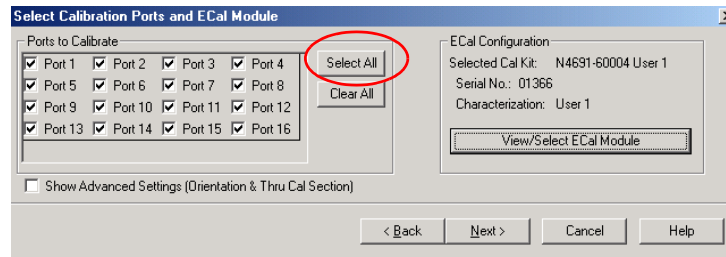 Select Calibration Ports and ECal Module
Ports to Calibrate
Port 1 Port 2 Port 3 Port 4
Port 5 Port 6 Port 7 Port 8
Port 9 Port 10 Port 11 Port 12
Port 13 Port 14 Port 15 Port 16
Select All
Clear All
ECal Configuration
Selected Cal Kit: N4691-60004 User 1
Serial No.: 01366
Characterization: User 1
View/Select ECal Module
Show Advanced Settings (Orientation & Thru Cal Section)
< Back Next > Cancel Help